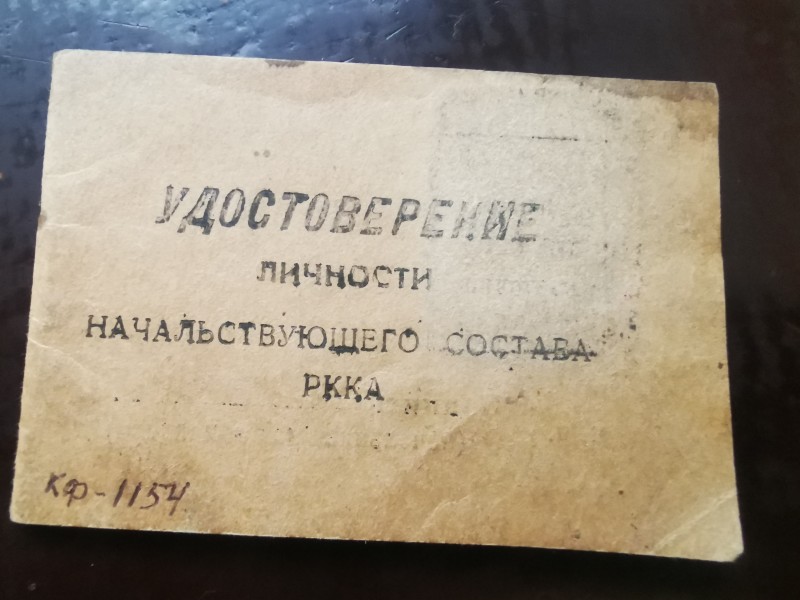 УДОСТОВЕРЕНИЕ
ЛИЧНОСТИ
НАЧАЛЬСТВУЮЩЕГО СОСТАВА
РККА
КФ-1154